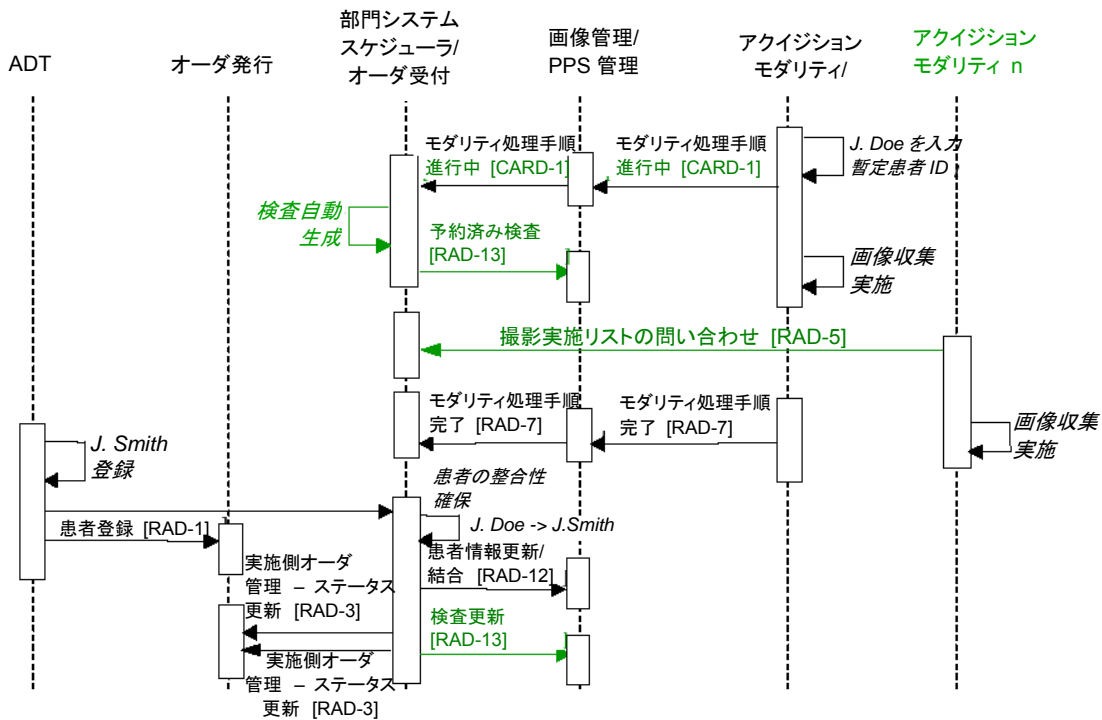 ADT
オーダ発行
部門システム
スケジューラ/
オーダ受付
画像管理/
PPS 管理
アクイジション
モダリティ/
アクイジション
モダリティ n
モダリティ処理手順
進行中 [CARD-1]
モダリティ処理手順
進行中 [CARD-1]
J. Doe を入力
暫定患者 ID
検査自動
生成
予約済み検査
[RAD-13]
画像収集
実施
撮影実施リストの問い合わせ [RAD-5]
モダリティ処理手順
完了 [RAD-7]
モダリティ処理手順
完了 [RAD-7]
画像収集
実施
J. Smith
登録
患者の整合性
確保
J. Doe -> J.Smith
患者登録 [RAD-1]
患者情報更新/
結合 [RAD-12]
実施側オーダ
管理 – ステータス
更新 [RAD-3]
検査更新
[RAD-13]
実施側オーダ
管理 – ステータス
更新 [RAD-3]